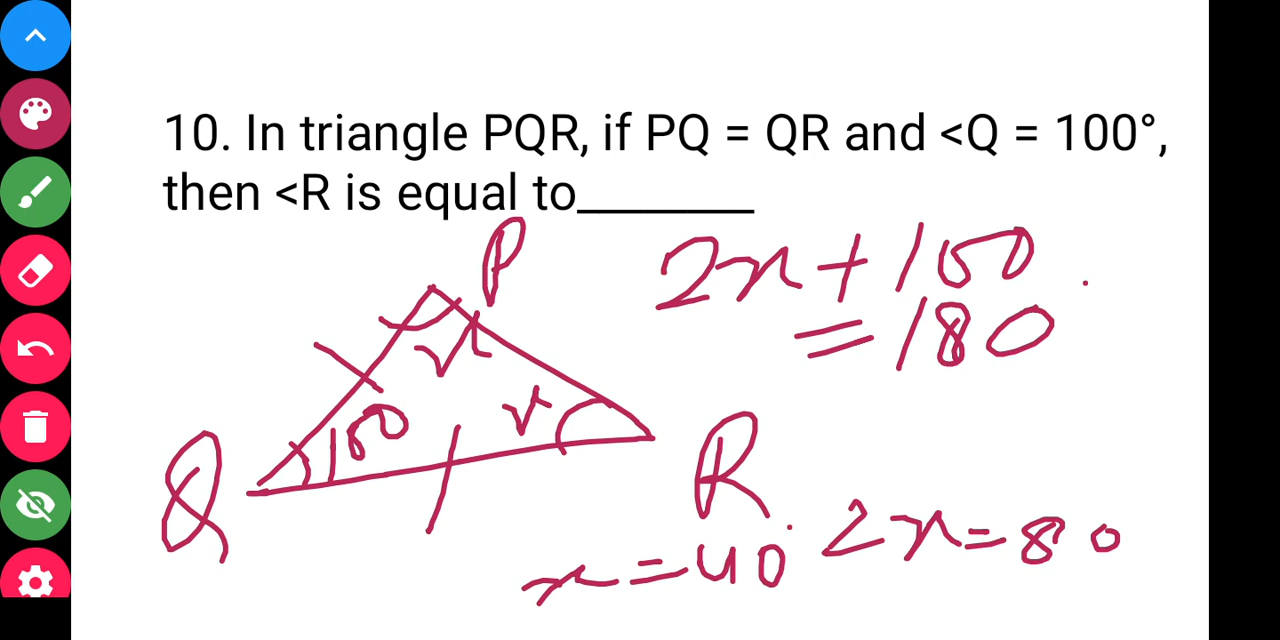 10. In triangle PQR, if PQ = QR and <Q = 100°,
then <R is equal to________
P
2x + 100
= 180
100
Q
R
2x = 80
x = 40